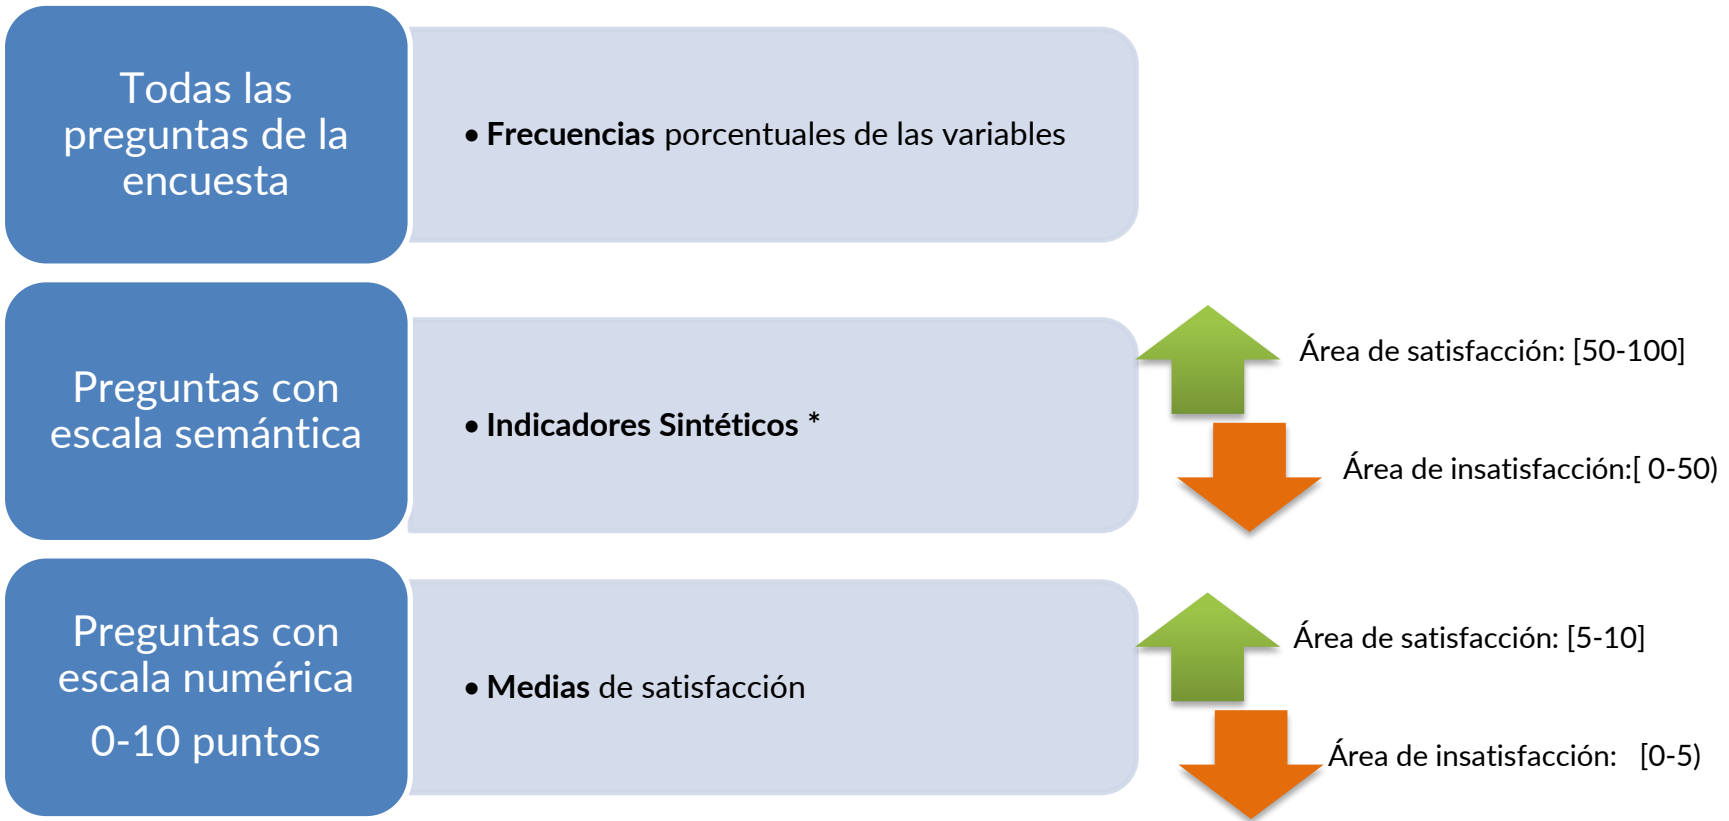 Todas las
preguntas de la
encuesta
• Frecuencias porcentuales de las variables
Preguntas con
escala semántica
• Indicadores Sintéticos *
Área de satisfacción: [50-100]
Área de insatisfacción:[ 0-50)
Preguntas con
escala numérica
0-10 puntos
• Medias de satisfacción
Área de satisfacción: [5-10]
Área de insatisfacción:   [0-5)